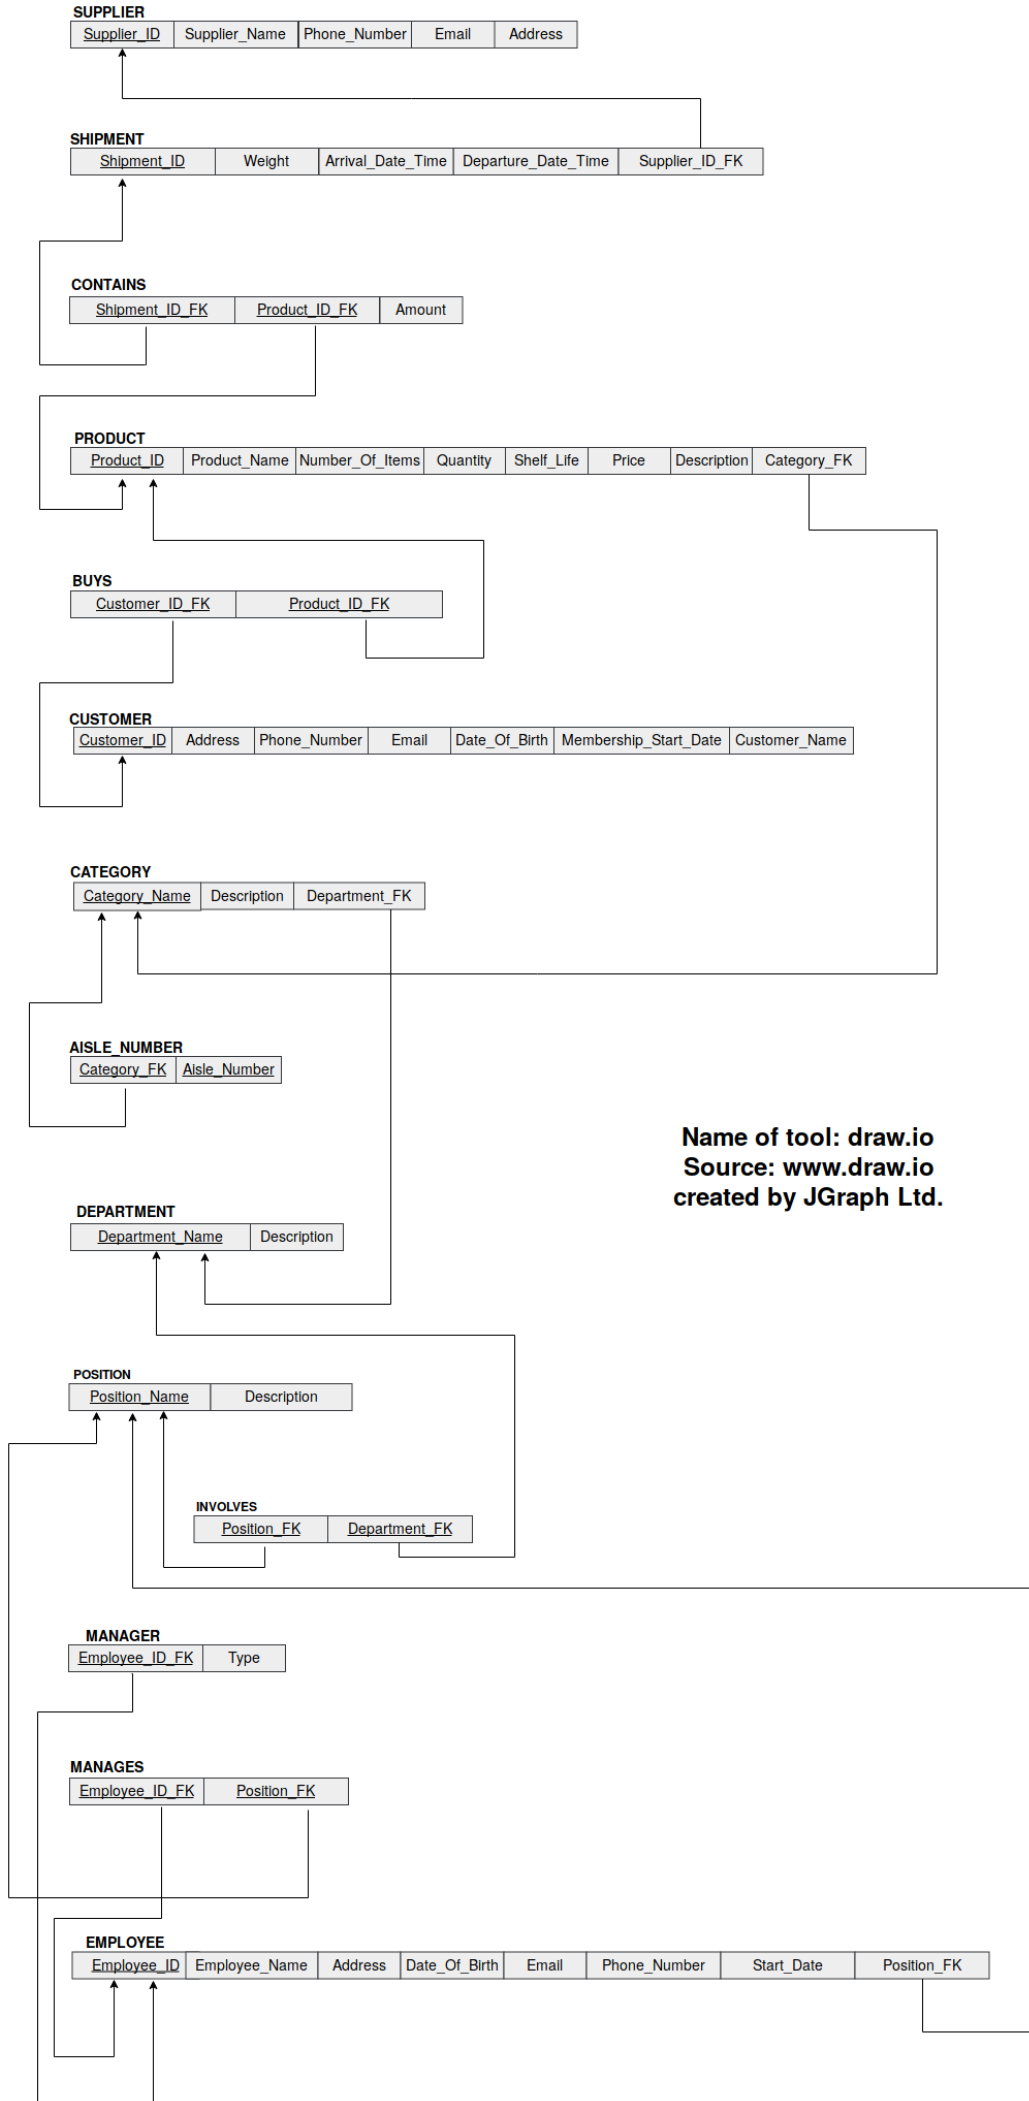 SUPPLIER
Supplier_ID Supplier_Name Phone_Number Email Address
SHIPMENT
Shipment_ID Weight Arrival_Date_Time Departure_Date_Time Supplier_ID_FK
CONTAINS
Shipment_ID_FK Product_ID_FK Amount
PRODUCT
Product_ID Product_Name Number_Of_Items Quantity Shelf_Life Price Description Category_FK
BUYS
Customer_ID_FK Product_ID_FK
CUSTOMER
Customer_ID Address Phone_Number Email Date_Of_Birth Membership_Start_Date Customer_Name
CATEGORY
Category_Name Description Department_FK
AISLE_NUMBER
Category_FK Aisle_Number
Name of tool: draw.io
Source: www.draw.io
created by JGraph Ltd.
DEPARTMENT
Department_Name Description
POSITION
Position_Name Description
INVOLVES
Position_FK Department_FK
MANAGER
Employee_ID_FK Type
MANAGES
Employee_ID_FK Position_FK
EMPLOYEE
Employee_ID Employee_Name Address Date_Of_Birth Email Phone_Number Start_Date Position_FK